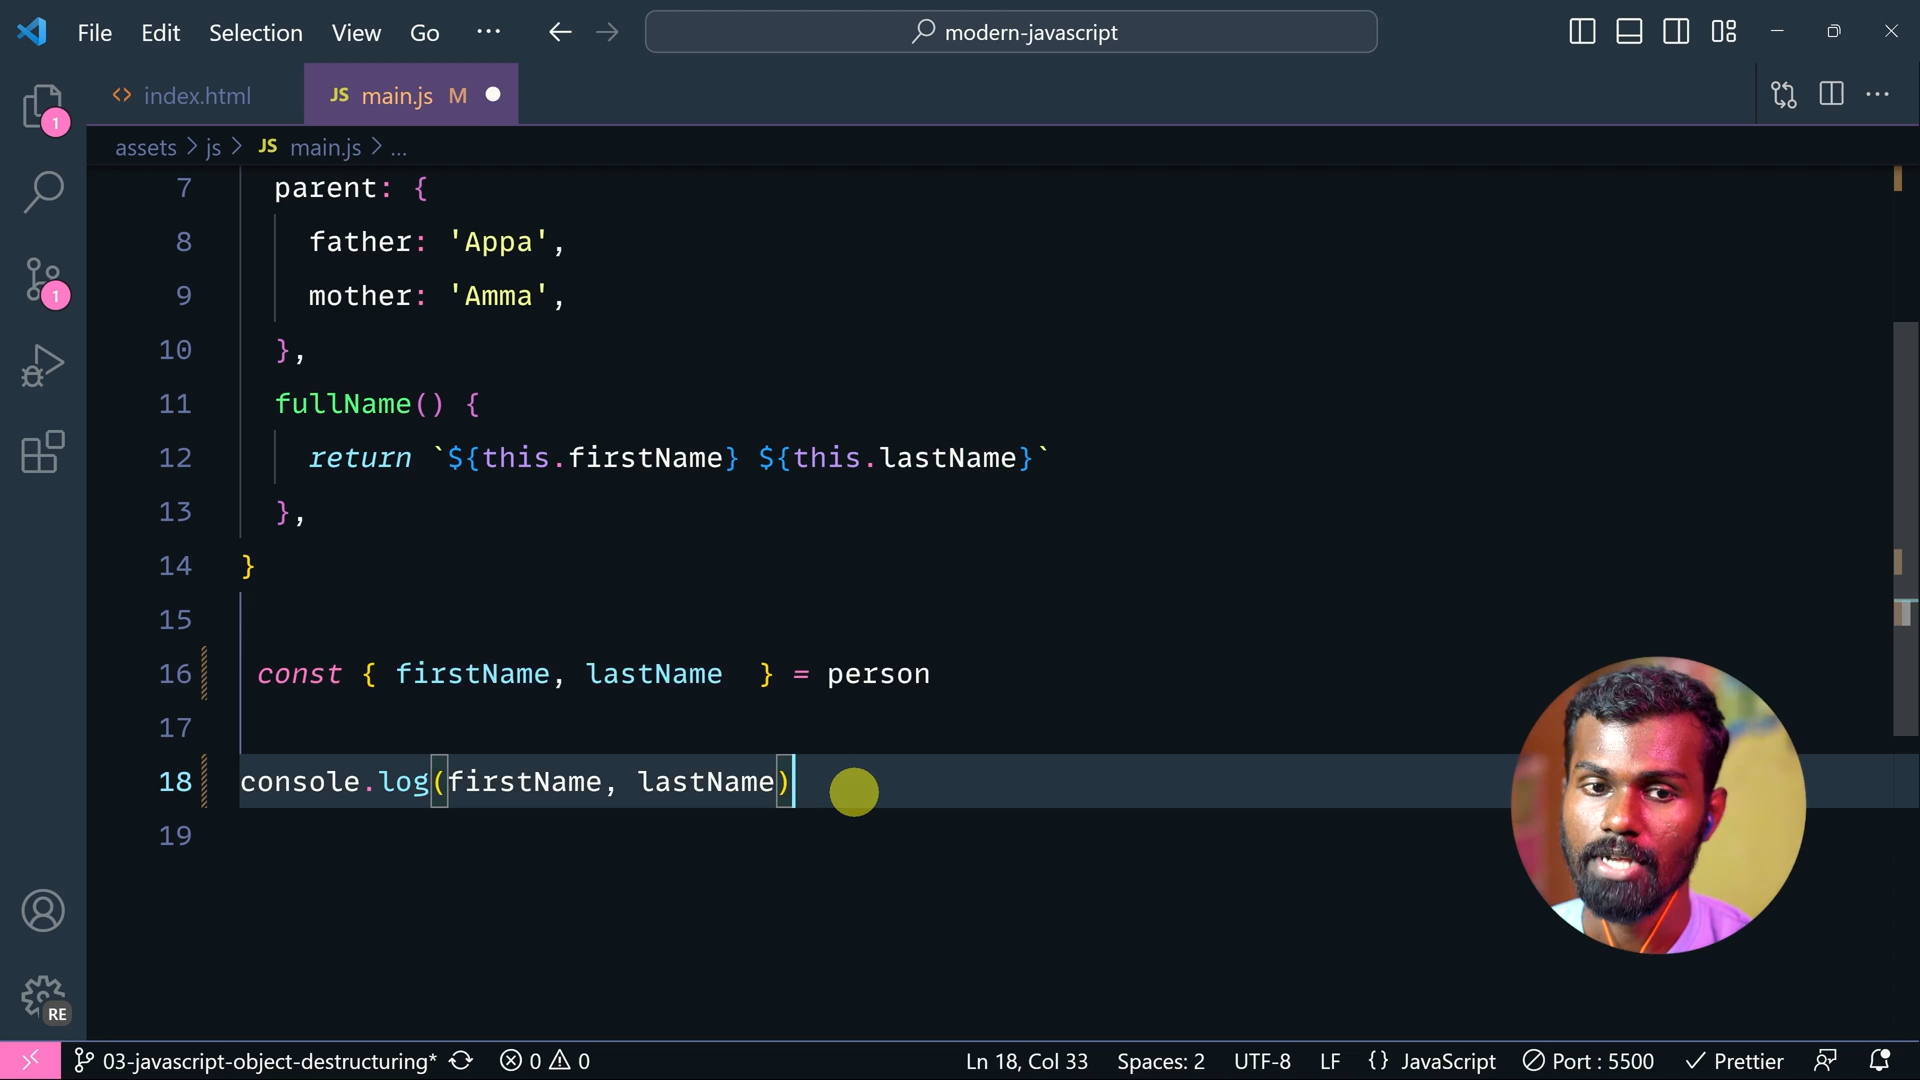 File Edit Selection View Go ··· modern-javascript
index.html JS main.js M
assets > js > JS main.js > ...
1
7 parent: {
8 father: 'Appa',
9 mother: 'Amma',
1
10 },
11 fullName() {
12 return `${this.firstName} ${this.lastName}`
13 },
14 }
15
16 const { firstName, lastName } = person
17
18 console.log(firstName, lastName)
19
RE
03-javascript-object-destructuring* 0 0 Ln 18, Col 33 Spaces: 2 UTF-8 LF {} JavaScript Port : 5500 Prettier